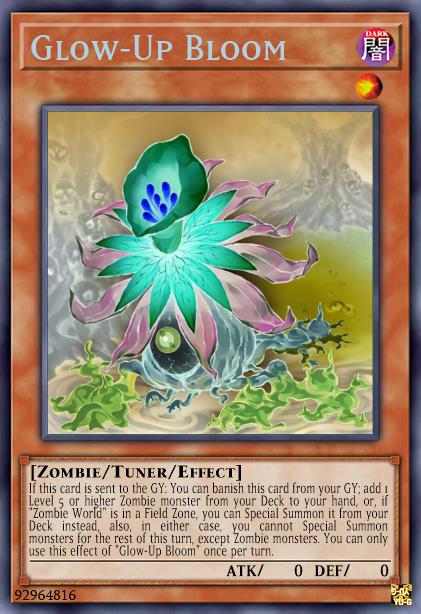 Glow-Up Bloom
DARK
闇
[Zombie/Tuner/Effect]
If this card is sent to the GY: You can banish this card from your GY; add 1
Level 5 or higher Zombie monster from your Deck to your hand, or, if
"Zombie World" is in a Field Zone, you can Special Summon it from your
Deck instead, also, in either case, you cannot Special Summon
monsters for the rest of this turn, except Zombie monsters. You can only
use this effect of "Glow-Up Bloom" once per turn.
ATK/ 0 DEF/ 0
92964816